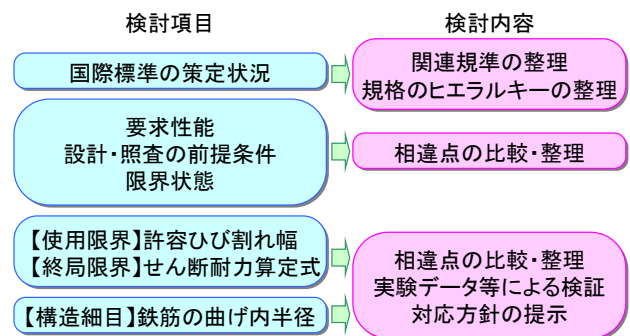 検討項目
検討内容
国際標準の策定状況
関連規準の整理
規格のヒエラルキーの整理
要求性能
設計・照査の前提条件
限界状態
相違点の比較・整理
【使用限界】許容ひび割れ幅
【終局限界】せん断耐力算定式
【構造細目】鉄筋の曲げ内半径
相違点の比較・整理
実験データ等による検証
対応方針の提示